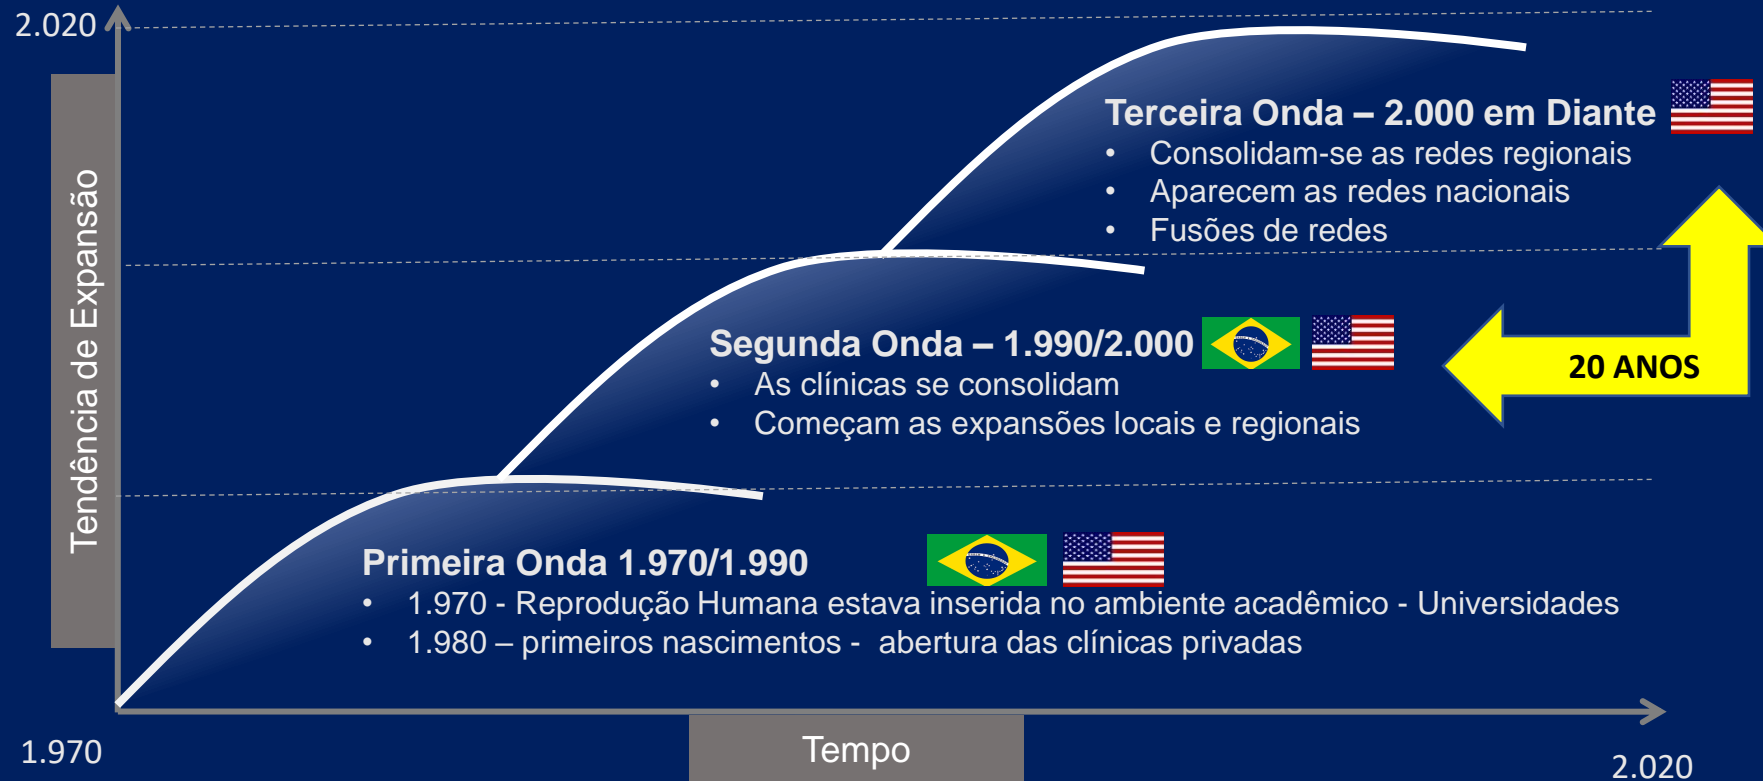 2.020
Tendência de Expansão
Terceira Onda – 2.000 em Diante
• Consolidam-se as redes regionais
• Aparecem as redes nacionais
• Fusões de redes
Segunda Onda – 1.990/2.000
• As clínicas se consolidam
• Começam as expansões locais e regionais
20 ANOS
Primeira Onda 1.970/1.990
• 1.970 - Reprodução Humana estava inserida no ambiente acadêmico - Universidades
• 1.980 – primeiros nascimentos - abertura das clínicas privadas
1.970
Tempo
2.020